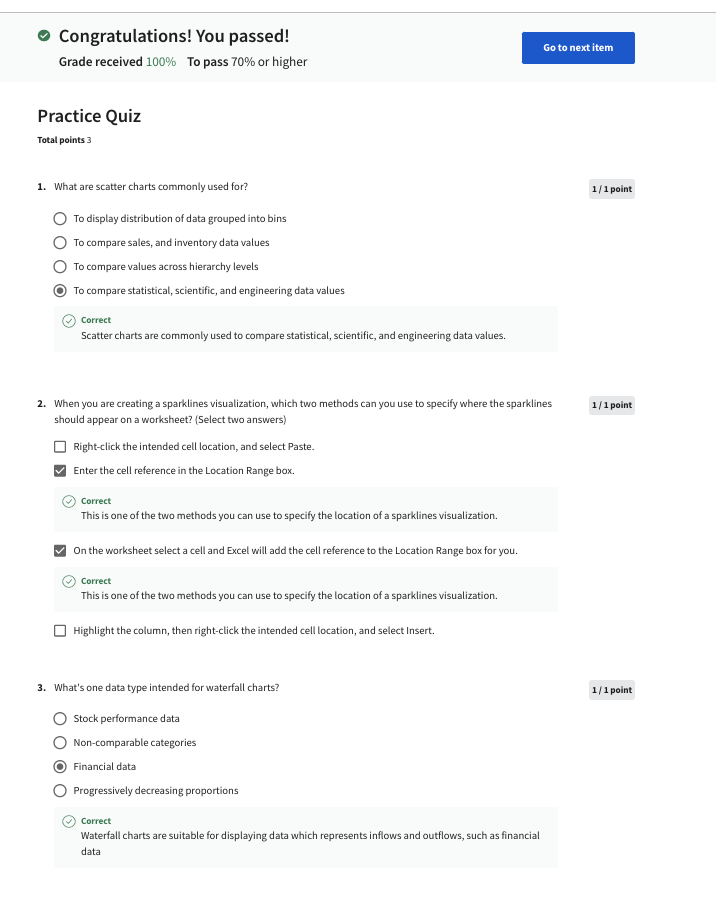 Congratulations! You passed!
Grade received 100% To pass 70% or higher
Go to next item
Practice Quiz
Total points 3
1. What are scatter charts commonly used for?
1 / 1 point
To display distribution of data grouped into bins
To compare sales, and inventory data values
To compare values across hierarchy levels
To compare statistical, scientific, and engineering data values
Correct
Scatter charts are commonly used to compare statistical, scientific, and engineering data values.
2. When you are creating a sparklines visualization, which two methods can you use to specify where the sparklines
should appear on a worksheet? (Select two answers)
1 / 1 point
Right-click the intended cell location, and select Paste.
Enter the cell reference in the Location Range box.
Correct
This is one of the two methods you can use to specify the location of a sparklines visualization.
On the worksheet select a cell and Excel will add the cell reference to the Location Range box for you.
Correct
This is one of the two methods you can use to specify the location of a sparklines visualization.
Highlight the column, then right-click the intended cell location, and select Insert.
3. What's one data type intended for waterfall charts?
1 / 1 point
Stock performance data
Non-comparable categories
Financial data
Progressively decreasing proportions
Correct
Waterfall charts are suitable for displaying data which represents inflows and outflows, such as financial
data